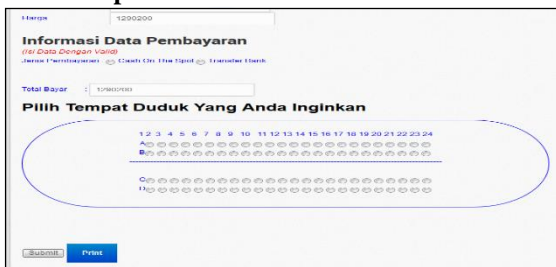 Harga 1290200
Informasi Data Pembayaran
(Isi Data Dengan Valid)
Jenis Pembayaran Cash On The Spot Transfer Bank
Total Bayar : 1290200
Pilih Tempat Duduk Yang Anda Inginkan
1 2 3 4 5 6 7 8 9 10 11 12 13 14 15 16 17 18 19 20 21 22 23 24
A
B
C
D
Submit Print